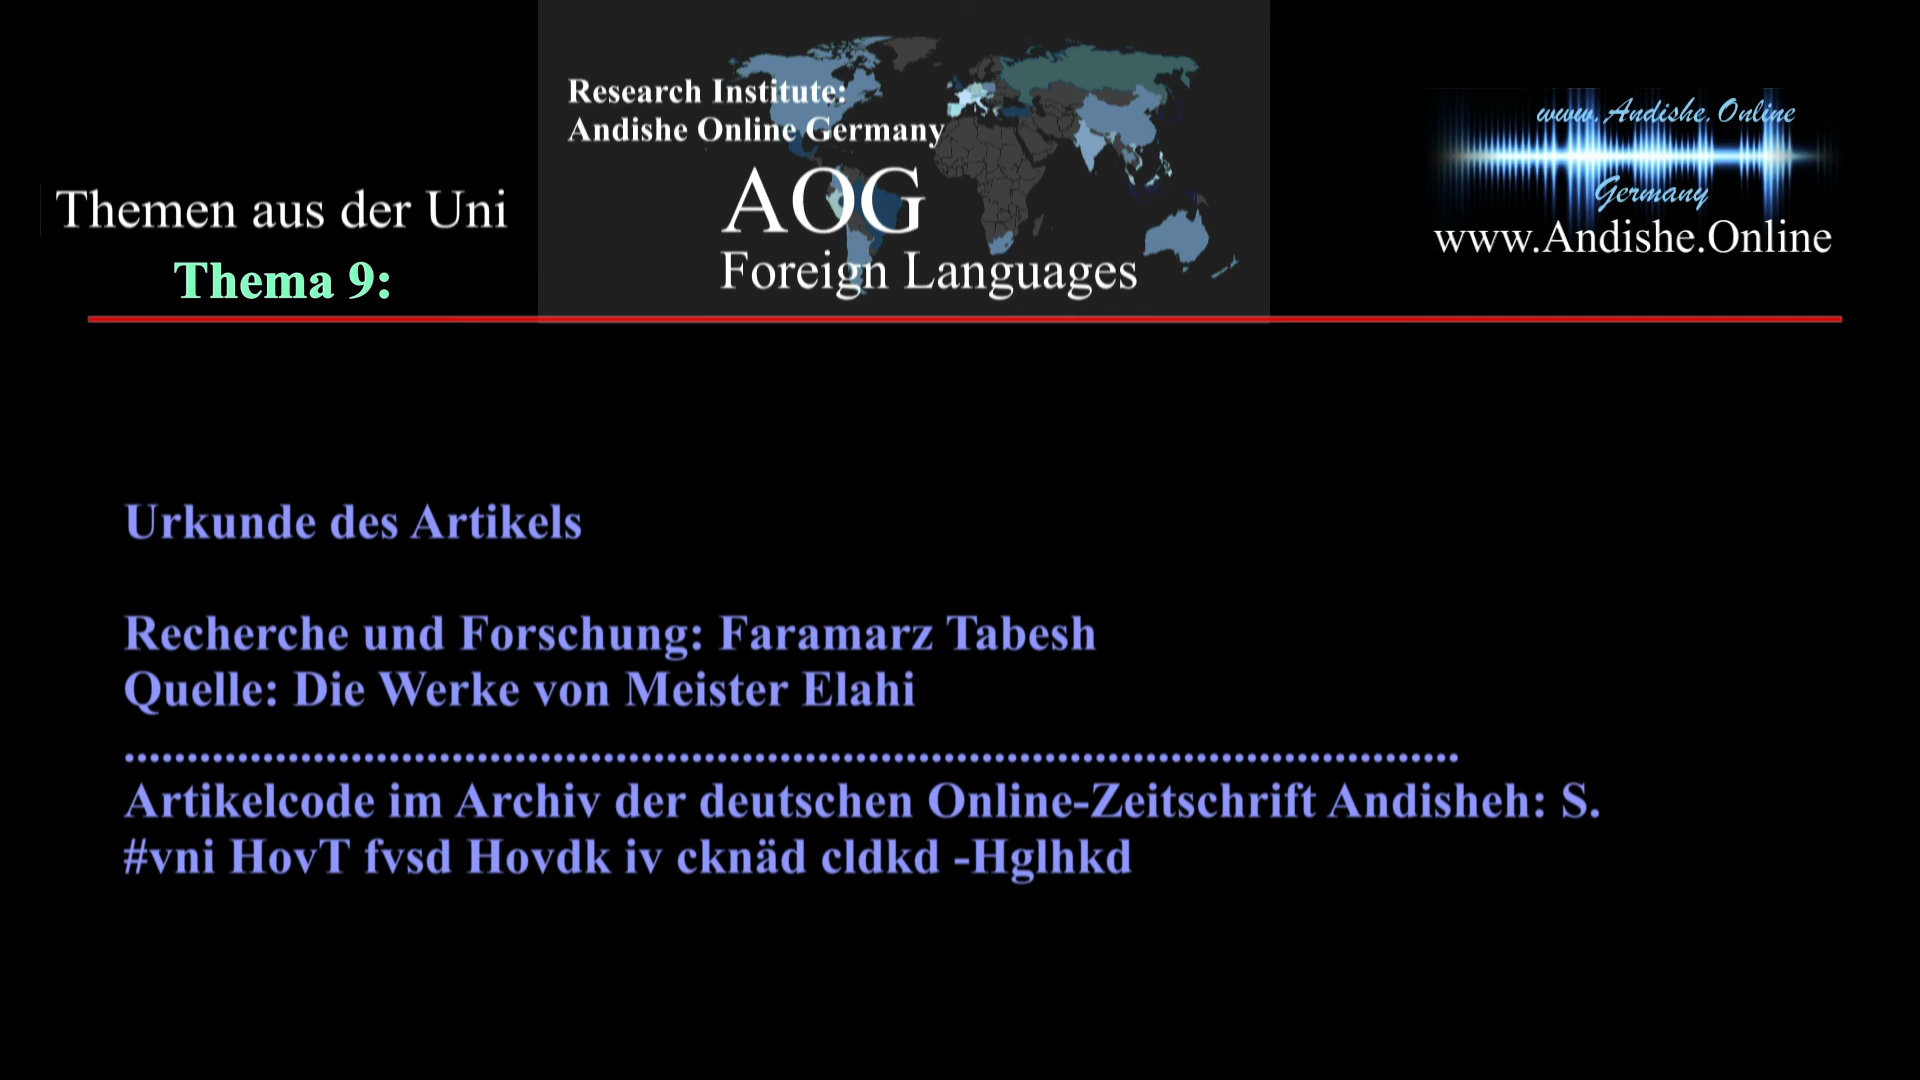 Themen aus der Uni
Thema 9:
Research Institute:
Andishe Online Germany
AOG
Foreign Languages
www.Andishe.Online
Germany
www.Andishe.Online
Urkunde des Artikels
Recherche und Forschung: Faramarz Tabesh
Quelle: Die Werke von Meister Elahi
..........................................................................................................
Artikelcode im Archiv der deutschen Online-Zeitschrift Andisheh: S.
#vni HovT fvsd Hovdk iv cknäd cldkd -Hglhkd